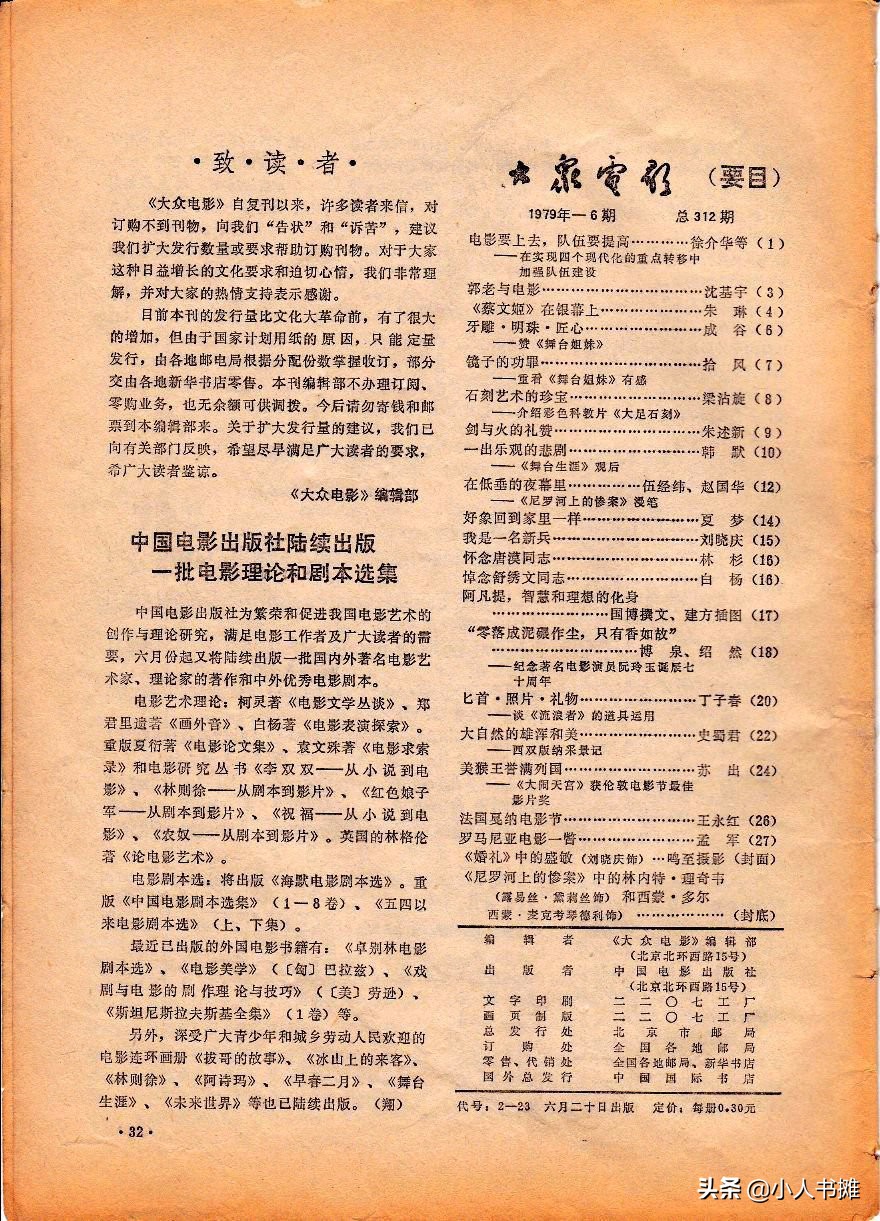 ·致·读·者·
《大众电影》自复刊以来，许多读者来信，对
订购不到刊物，向我们“告状”和“诉苦”，建议
我们扩大发行数量或要求帮助订购刊物。对于大家
这种日益增长的文化要求和迫切心情，我们非常理
解，并对大家的热情支持表示感谢。
目前本刊的发行量比文化大革命前，有了很大
的增加，但由于国家计划用纸的原因，只能定量
发行，由各地邮电局根据分配份数掌握收订，部分
交由各地新华书店零售。本刊编辑部不办理订阅、
零购业务，也无余额可供调拨。今后请勿寄钱和邮
票到本编辑部来。关于扩大发行量的建议，我们已
向有关部门反映，希望尽早满足广大读者的要求，
希广大读者鉴谅。
《大众电影》编辑部
中国电影出版社陆续出版
一批电影理论和剧本选集
中国电影出版社为繁荣和促进我国电影艺术的
创作与理论研究，满足电影工作者及广大读者的需
要，六月份起又将陆续出版一批国内外著名电影艺
术家、理论家的著作和中外优秀电影剧本。
电影艺术理论：柯灵著《电影文学丛谈》、郑
君里遗著《画外音》、白杨著《电影表演探索》。
重版夏衍著《电影论文集》、袁文殊著《电影求索
录》和电影研究丛书《李双双——从小说到电
影》、《林则徐——从剧本到影片》、《红色娘子
军——从剧本到影片》、《祝福——从小说到电
影》、《农奴——从剧本到影片》。英国的林格伦
著《论电影艺术》。
电影剧本选：将出版《海默电影剧本选》。重
版《中国电影剧本选集》（1—8卷）、《五四以
来电影剧本选》（上、下集）。
最近已出版的外国电影书籍有：《卓别林电影
剧本选》、《电影美学》（〔匈〕巴拉兹）、《戏
剧与电影的剧作理论与技巧》（〔美〕劳逊）、
《斯坦尼斯拉夫斯基全集》（1卷）等。
另外，深受广大青少年和城乡劳动人民欢迎的
电影连环画册《拔哥的故事》、《冰山上的来客》、
《林则徐》、《阿诗玛》、《早春二月》、《舞台
生涯》、《未来世界》等也已陆续出版。（翔）
·32·
大众電影（要目）
1979年—6期 总312期
电影要上去，队伍要提高…………徐介华等（1）
——在实现四个现代化的重点转移中
加强队伍建设
郭老与电影…………………………沈基宇（3）
《蔡文姬》在银幕上………………朱 琳（4）
牙雕·明珠·匠心…………………成 谷（6）
——赞《舞台姐妹》
镜子的功罪…………………………拾 风（7）
——重看《舞台姐妹》有感
石刻艺术的珍宝……………………梁沾旋（8）
——介绍彩色科教片《大足石刻》
剑与火的礼赞………………………朱述新（9）
一出乐观的悲剧……………………韩 默（10）
——《舞台生涯》观后
在低垂的夜幕里……………伍经纬、赵国华（12）
——《尼罗河上的惨案》漫笔
好象回到家里一样…………………夏 梦（14）
我是一名新兵………………………刘晓庆（15）
怀念唐漠同志………………………林 杉（16）
悼念舒绣文同志……………………白 杨（16）
阿凡提，智慧和理想的化身
……………………国博撰文、建方插图（17）
“零落成泥碾作尘，只有香如故”
…………………………博 泉、绍 然（18）
——纪念著名电影演员阮玲玉诞辰七
十周年
匕首·照片·礼物…………………丁子春（20）
——谈《流浪者》的道具运用
大自然的雄浑和美…………………史蜀君（22）
——西双版纳采景记
美猴王誉满列国……………………苏 出（24）
——《大闹天宫》获伦敦电影节最佳
影片奖
法国戛纳电影节……………………王永红（26）
罗马尼亚电影一瞥…………………孟 军（27）
《婚礼》中的盛敏（刘晓庆饰）…鸣至摄影（封面）
《尼罗河上的惨案》中的林内特·理奇韦
（露易丝·黛莉丝饰）和西蒙·多尔
西蒙·麦克考琴德利饰）………………（封底）
编辑者 《大众电影》编辑部
（北京北环西路15号）
出版者 中国电影出版社
（北京北环西路15号）
文字印刷 二二〇七工厂
画页制版 二二〇七工厂
总发行处 北京市邮局
订购处 全国各地邮局
零售、代销处 全国各地邮局、新华书店
国外总发行 中国国际书店
代号：2—23 六月二十日出版 定价：每册0.30元
头条 @小人书摊